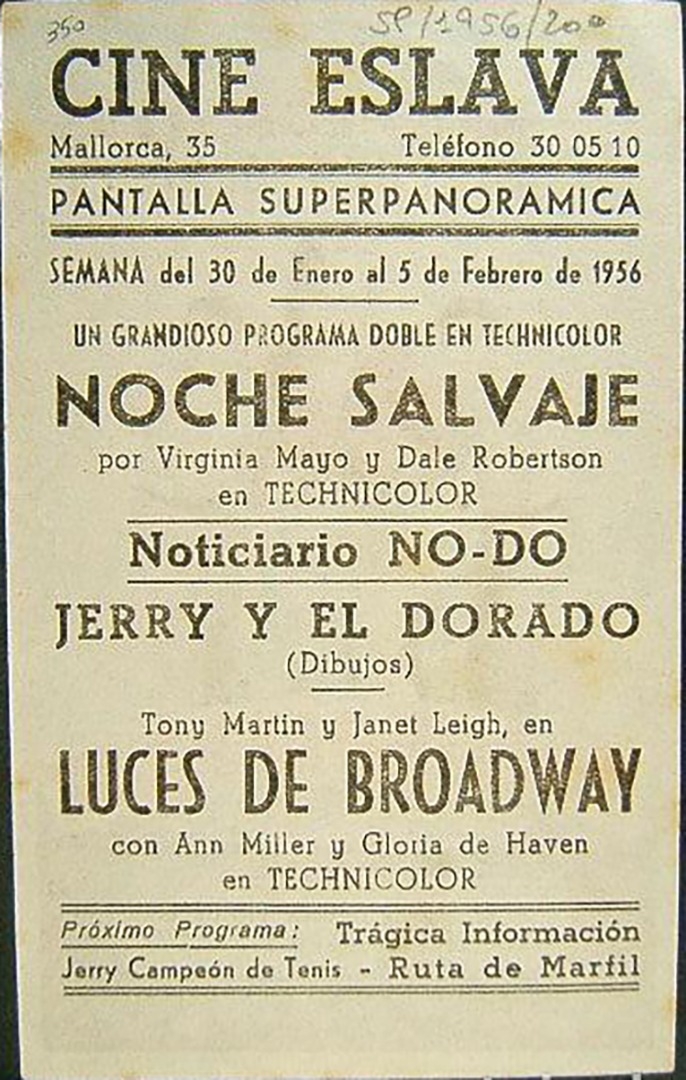 350
SP/1956/200
CINE ESLAVA
Mallorca, 35 Teléfono 30 05 10
PANTALLA SUPERPANORAMICA
SEMANA del 30 de Enero al 5 de Febrero de 1956
UN GRANDIOSO PROGRAMA DOBLE EN TECHNICOLOR
NOCHE SALVAJE
por Virginia Mayo y Dale Robertson
en TECHNICOLOR
Noticiario NO-DO
JERRY Y EL DORADO
(Dibujos)
Tony Martin y Janet Leigh, en
LUCES DE BROADWAY
con Ann Miller y Gloria de Haven
en TECHNICOLOR
Próximo Programa: Trágica Información
Jerry Campeón de Tenis - Ruta de Marfil